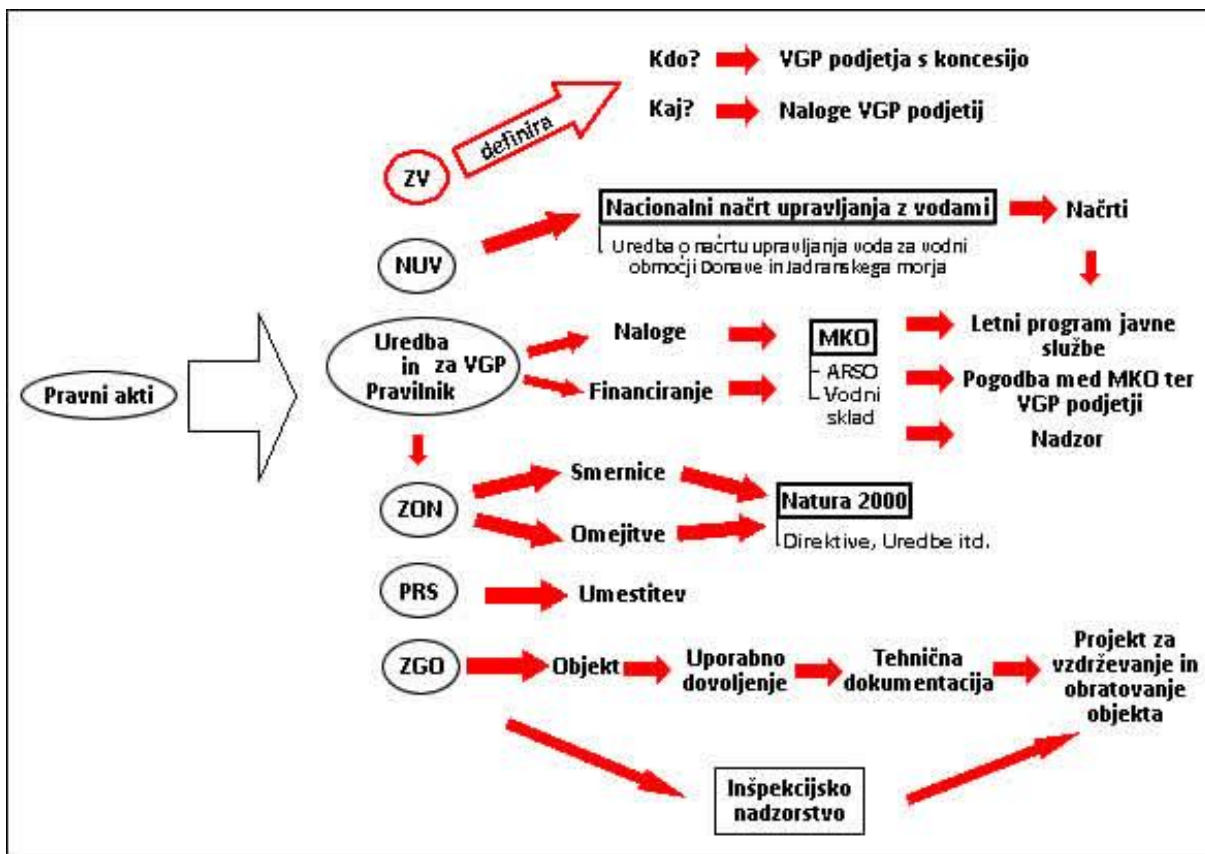 Kdo?
VGP podjetja s koncesijo
Kaj?
Naloge VGP podjetij
definira
ZV
Nacionalni načrt upravljanja z vodami
Načrti
Uredba o načrtu upravljanja voda za vodni
območji Donave in Jadranskega morja
NUV
Uredba
in za VGP
Pravilnik
Naloge
Financiranje
MKO
ARSO
Vodni
sklad
Letni program javne
službe
Pogodba med MKO ter
VGP podjetji
Nadzor
Pravni akti
ZON
Smernice
Omejitve
Natura 2000
Direktive, Uredbe itd.
PRS
Umestitev
ZGO
Objekt
Uporabno
dovoljenje
Tehnična
dokumentacija
Projekt za
vzdrževanje in
obratovanje
objekta
Inšpekcijsko
nadzorstvo